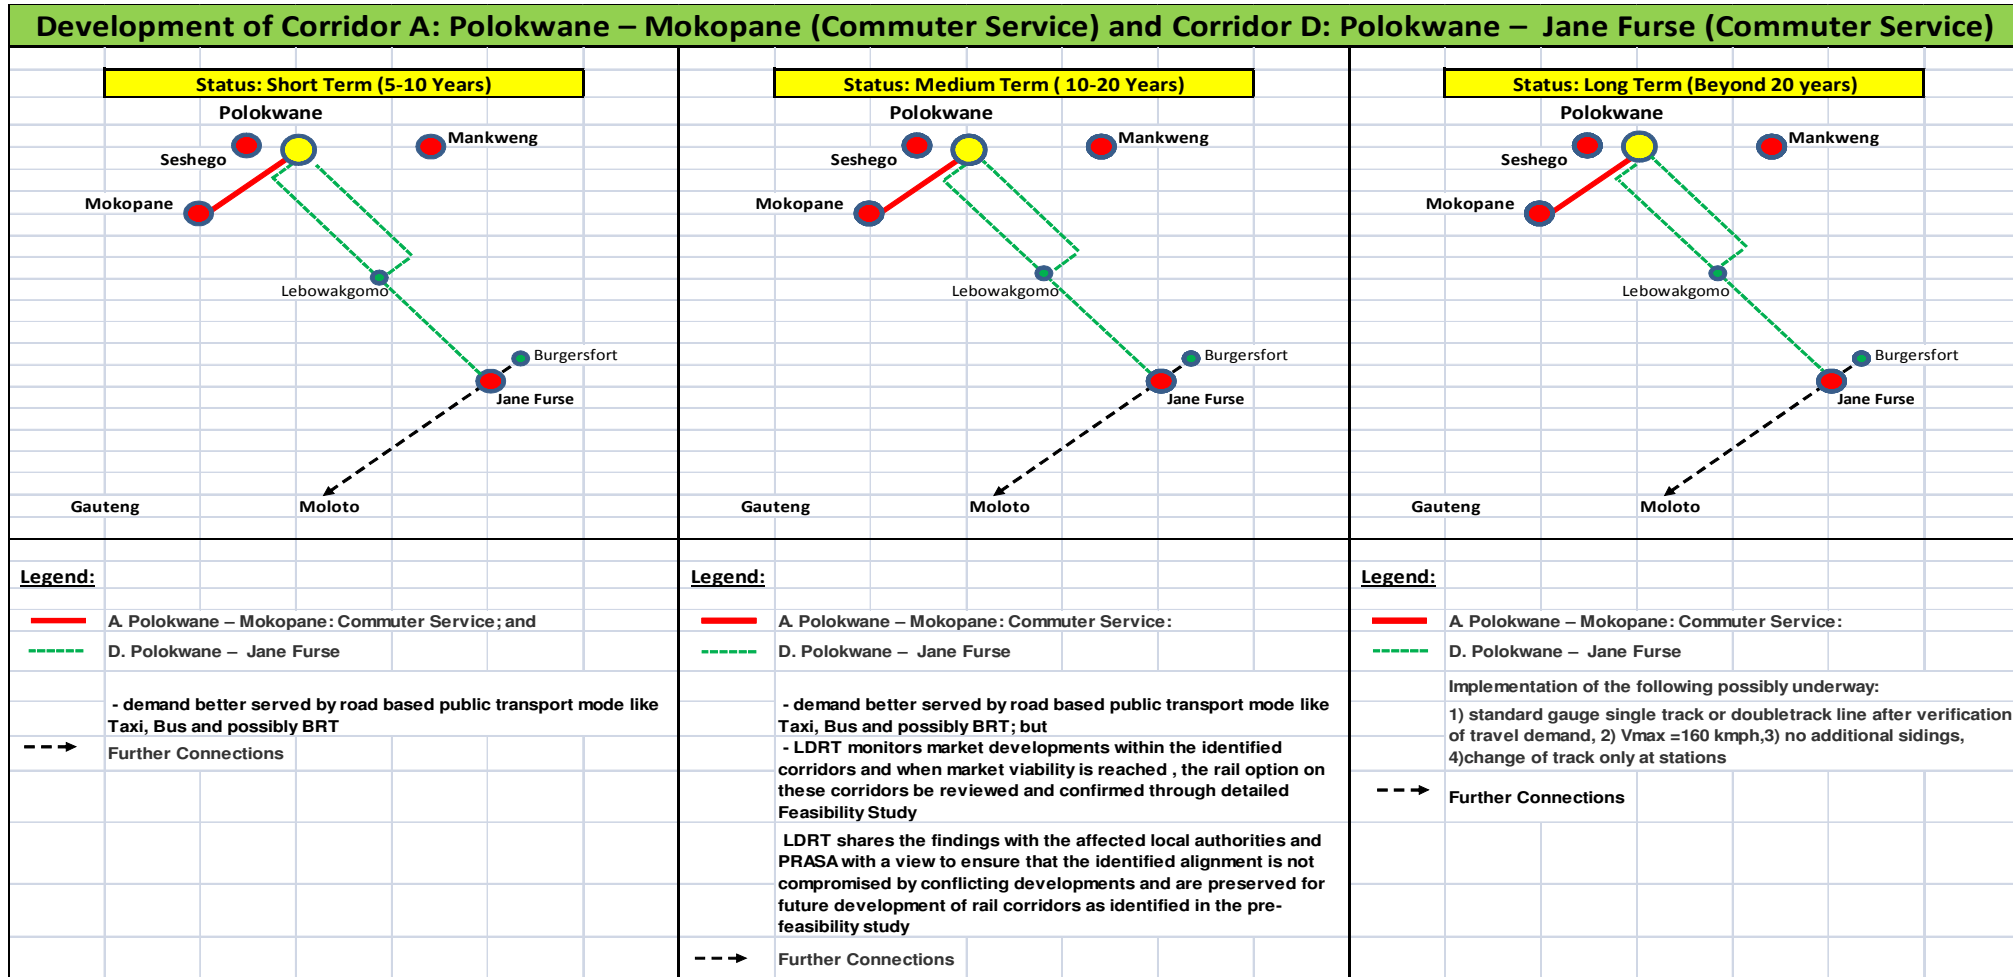 Development of Corridor A: Polokwane – Mokopane (Commuter Service) and Corridor D: Polokwane – Jane Furse (Commuter Service)
Status: Short Term (5-10 Years)
Polokwane
Mankweng
Seshego
Mokopane
Lebowakgomo
Burgersfort
Jane Furse
Gauteng
Moloto
Legend:
A. Polokwane – Mokopane: Commuter Service; and
D. Polokwane – Jane Furse
- demand better served by road based public transport mode like
Taxi, Bus and possibly BRT
Further Connections
Status: Medium Term ( 10-20 Years)
Polokwane
Mankweng
Seshego
Mokopane
Lebowakgomo
Burgersfort
Jane Furse
Gauteng
Moloto
Legend:
A. Polokwane – Mokopane: Commuter Service:
D. Polokwane – Jane Furse
- demand better served by road based public transport mode like
Taxi, Bus and possibly BRT; but
- LDRT monitors market developments within the identified
corridors and when market viability is reached , the rail option on
these corridors be reviewed and confirmed through detailed
Feasibility Study
LDRT shares the findings with the affected local authorities and
PRASA with a view to ensure that the identified alignment is not
compromised by conflicting developments and are preserved for
future development of rail corridors as identified in the pre-
feasibility study
Further Connections
Status: Long Term (Beyond 20 years)
Polokwane
Mankweng
Seshego
Mokopane
Lebowakgomo
Burgersfort
Jane Furse
Gauteng
Moloto
Legend:
A. Polokwane – Mokopane: Commuter Service:
D. Polokwane – Jane Furse
Implementation of the following possibly underway:
1) standard gauge single track or doubletrack line after verification
of travel demand, 2) Vmax =160 kmph,3) no additional sidings,
4)change of track only at stations
Further Connections